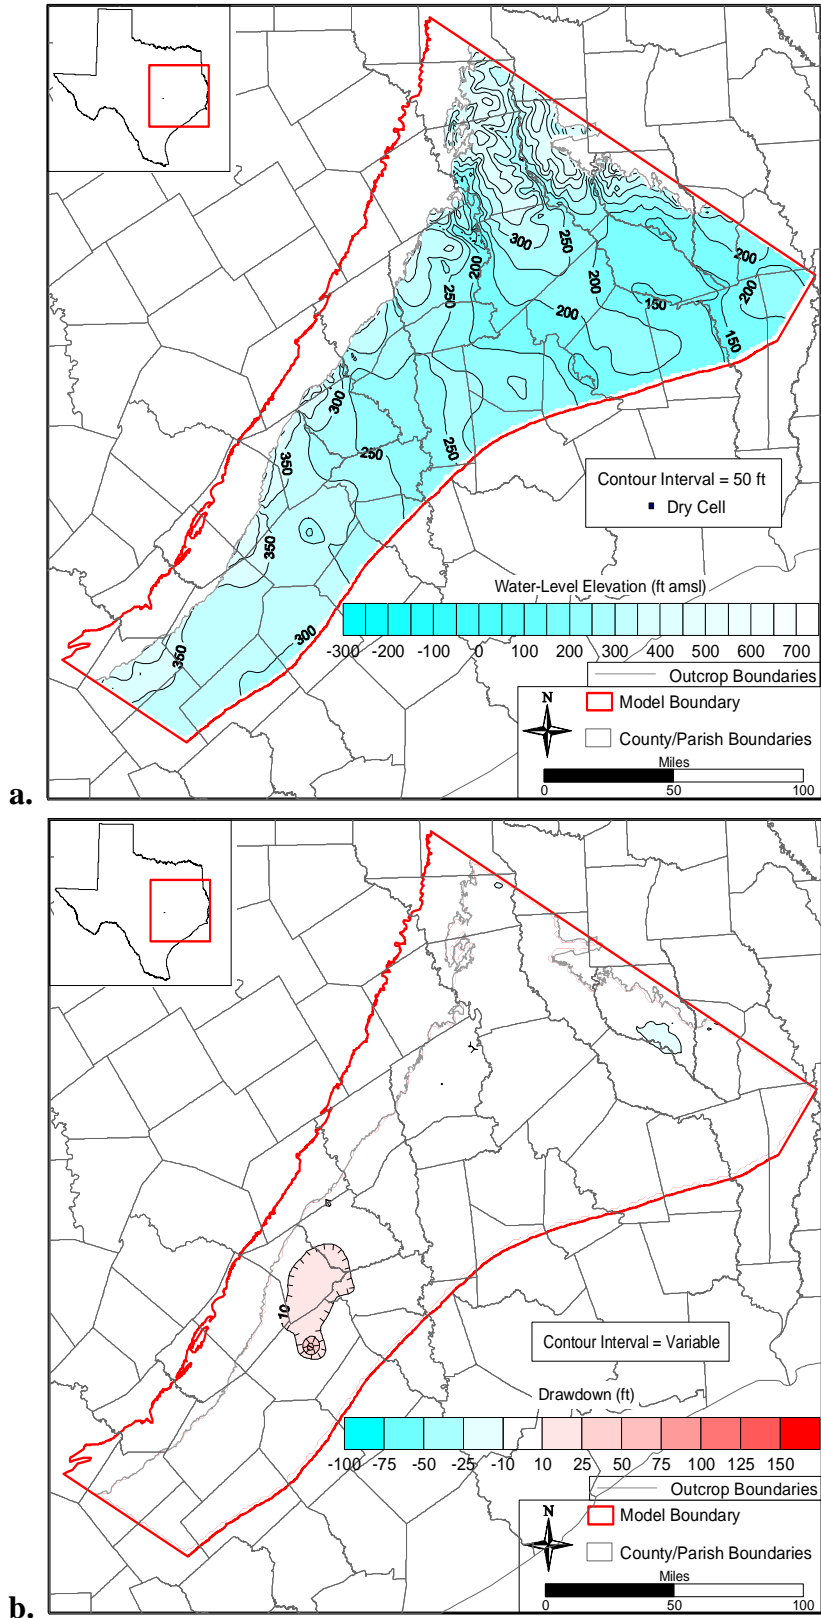 300
250
200
200
250
200
200
150
200
150
300
250
250
350
350
300
350
Contour Interval = 50 ft
Dry Cell
Water-Level Elevation (ft amsl)
-300 -200 -100 0 100 200 300 400 500 600 700
Outcrop Boundaries
N
Model Boundary
County/Parish Boundaries
Miles
0 50 100
a.
10
Contour Interval = Variable
Drawdown (ft)
-100 -75 -50 -25 -10 10 25 50 75 100 125 150
Outcrop Boundaries
N
Model Boundary
County/Parish Boundaries
Miles
0 50 100
b.